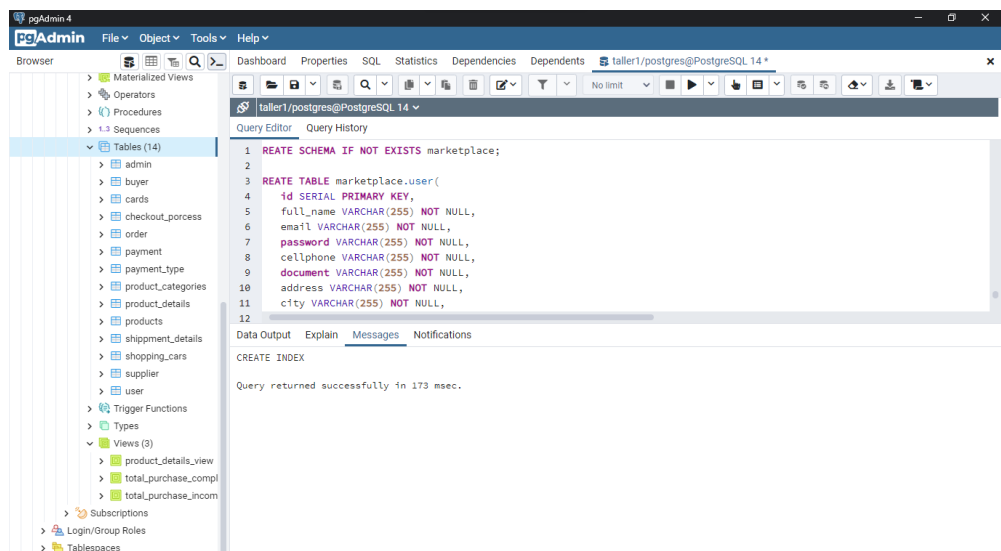 pgAdmin 4
pgAdmin File Object Tools Help
Browser
Dashboard Properties SQL Statistics Dependencies Dependents taller1/postgres@PostgreSQL 14 *
Materialized Views
Operators
Procedures
1..3 Sequences
Tables (14)
admin
buyer
cards
checkout_porcess
order
payment
payment_type
product_categories
product_details
products
shippment_details
shopping_cars
supplier
user
Trigger Functions
Types
Views (3)
product_details_view
total_purchase_compl
total_purchase_incom
Subscriptions
Login/Group Roles
Tablespaces
No limit
taller1/postgres@PostgreSQL 14
Query Editor Query History
1 REATE SCHEMA IF NOT EXISTS marketplace;
2
3 REATE TABLE marketplace.user(
4 id SERIAL PRIMARY KEY,
5 full_name VARCHAR(255) NOT NULL,
6 email VARCHAR(255) NOT NULL,
7 password VARCHAR(255) NOT NULL,
8 cellphone VARCHAR(255) NOT NULL,
9 document VARCHAR(255) NOT NULL,
10 address VARCHAR(255) NOT NULL,
11 city VARCHAR(255) NOT NULL,
12
Data Output Explain Messages Notifications
CREATE INDEX
Query returned successfully in 173 msec.